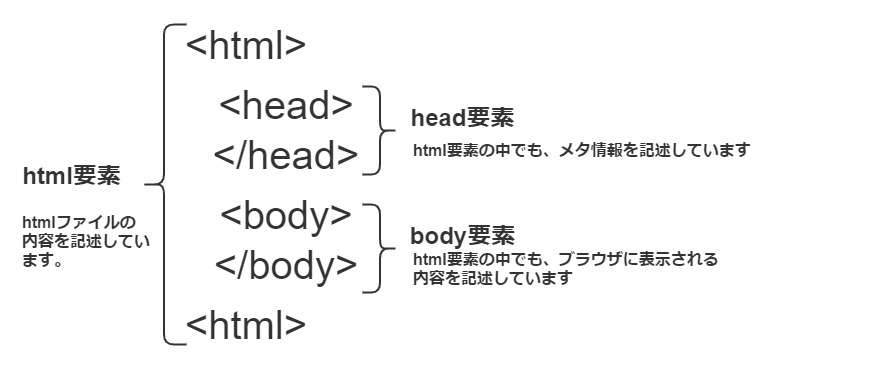 <html>
<head>
head要素
</head>
html要素の中でも、メタ情報を記述しています
html要素
htmlファイルの
内容を記述してい
ます。
<body>
body要素
</body>
html要素の中でも、ブラウザに表示される
内容を記述しています
<html>